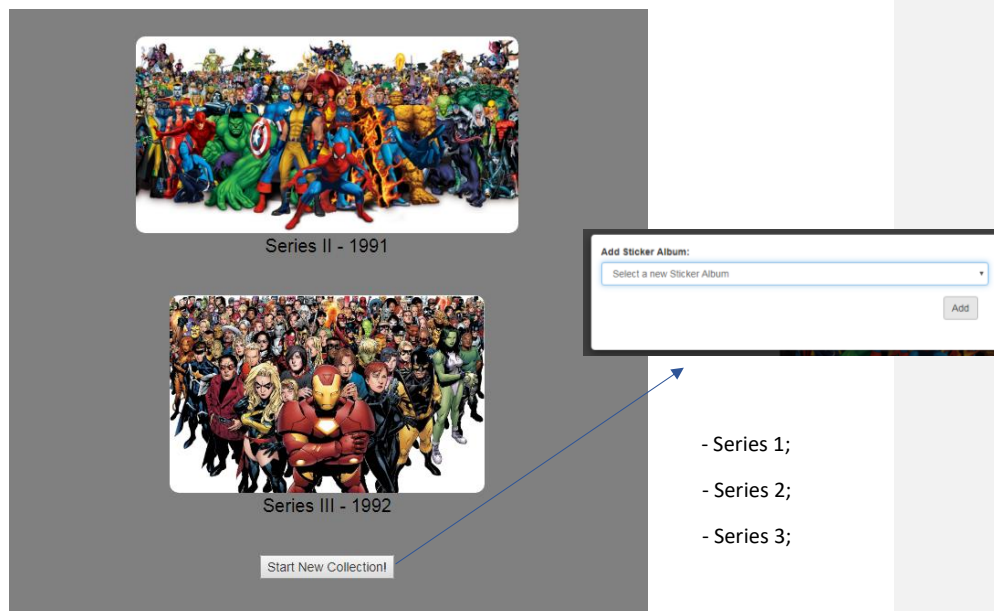 Series II - 1991
Series III - 1992
Start New Collection!
Add Sticker Album:
Select a new Sticker Album
Add
- Series 1;
- Series 2;
- Series 3;